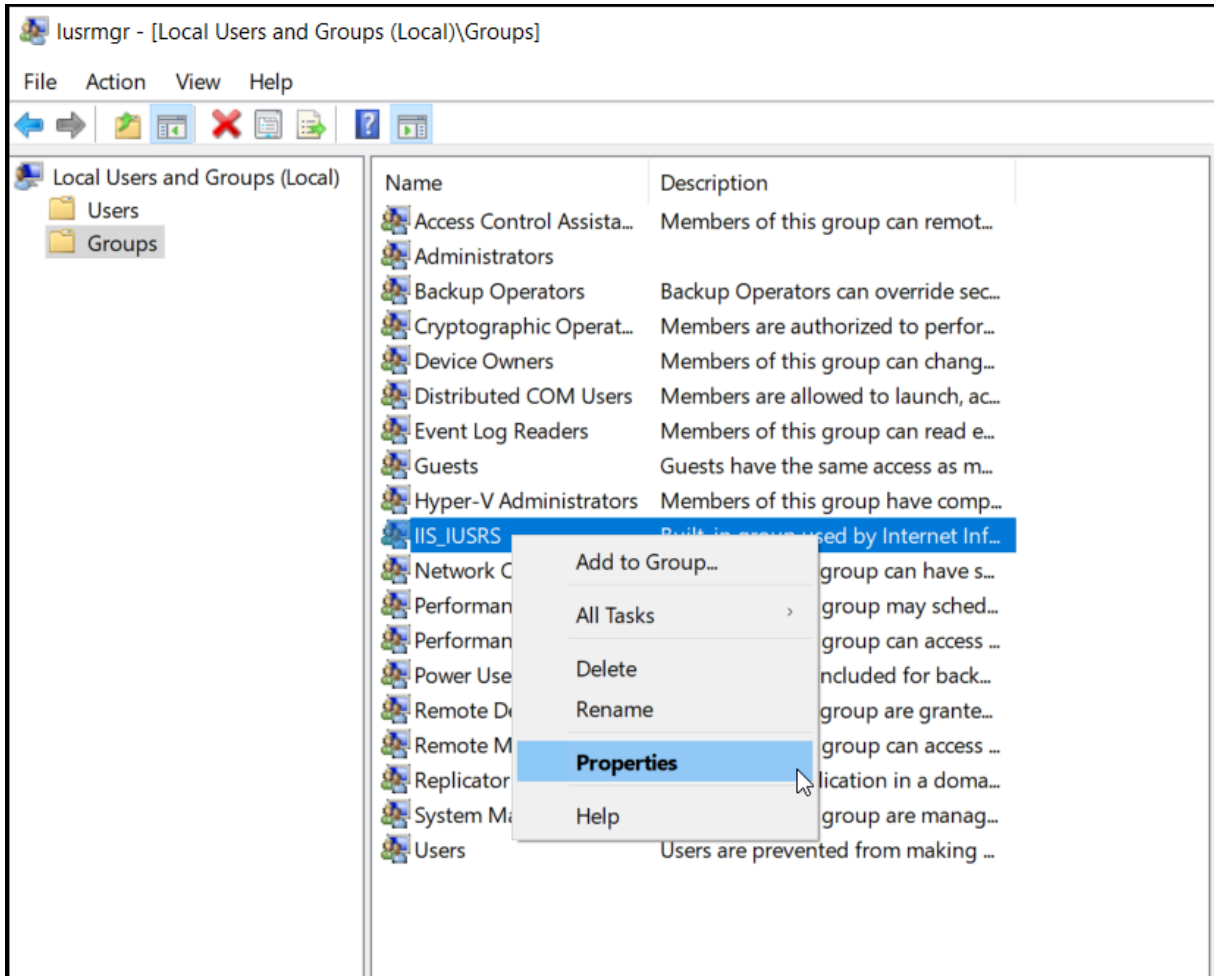 lusrmgr - [Local Users and Groups (Local)\Groups]
File Action View Help
Local Users and Groups (Local)
Users
Groups
Name Description
Access Control Assista... Members of this group can remot...
Administrators
Backup Operators Backup Operators can override sec...
Cryptographic Operat... Members are authorized to perfor...
Device Owners Members of this group can chang...
Distributed COM Users Members are allowed to launch, ac...
Event Log Readers Members of this group can read e...
Guests Guests have the same access as m...
Hyper-V Administrators Members of this group have comp...
IIS_IUSRS Built-in group used by Internet Inf...
Network C group can have s...
Performan group may sched...
Performan group can access ...
Power Use ncluded for back...
Remote De group are grante...
Remote M group can access ...
Replicator lication in a doma...
System Ma group are manag...
Users Users are prevented from making ...
Add to Group...
All Tasks
Delete
Rename
Properties
Help